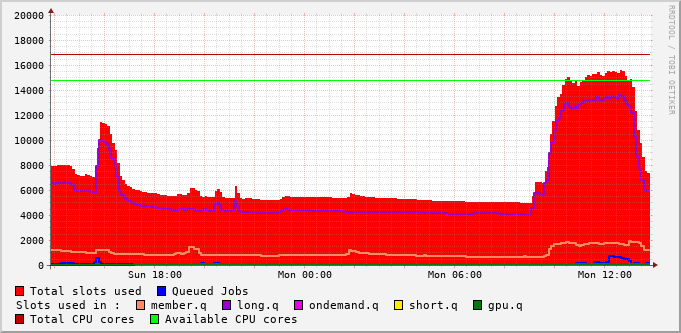 20000
18000
16000
14000
12000
10000
8000
6000
4000
2000
0
Sun 18:00 Mon 00:00 Mon 06:00 Mon 12:00
RRDTOOL / TOBI OETIKER
Total slots used Queued Jobs
Slots used in : member.q long.q ondemand.q short.q gpu.q
Total CPU cores Available CPU cores